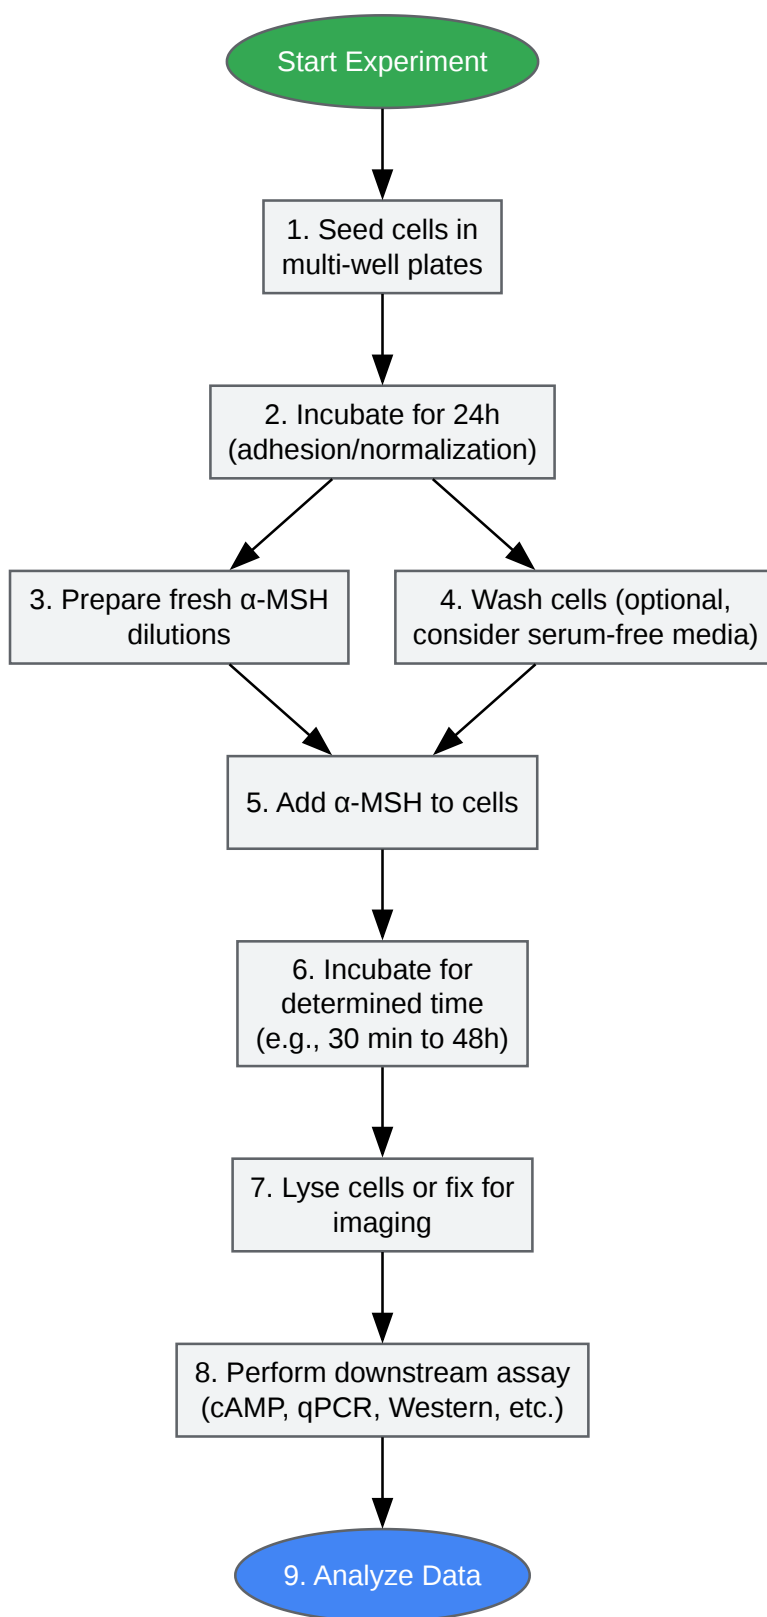 Start Experiment
1. Seed cells in
multi-well plates
2. Incubate for 24h
(adhesion/normalization)
3. Prepare fresh α-MSH
dilutions
4. Wash cells (optional,
consider serum-free media)
5. Add α-MSH to cells
6. Incubate for
determined time
(e.g., 30 min to 48h)
7. Lyse cells or fix for
imaging
8. Perform downstream assay
(cAMP, qPCR, Western, etc.)
9. Analyze Data